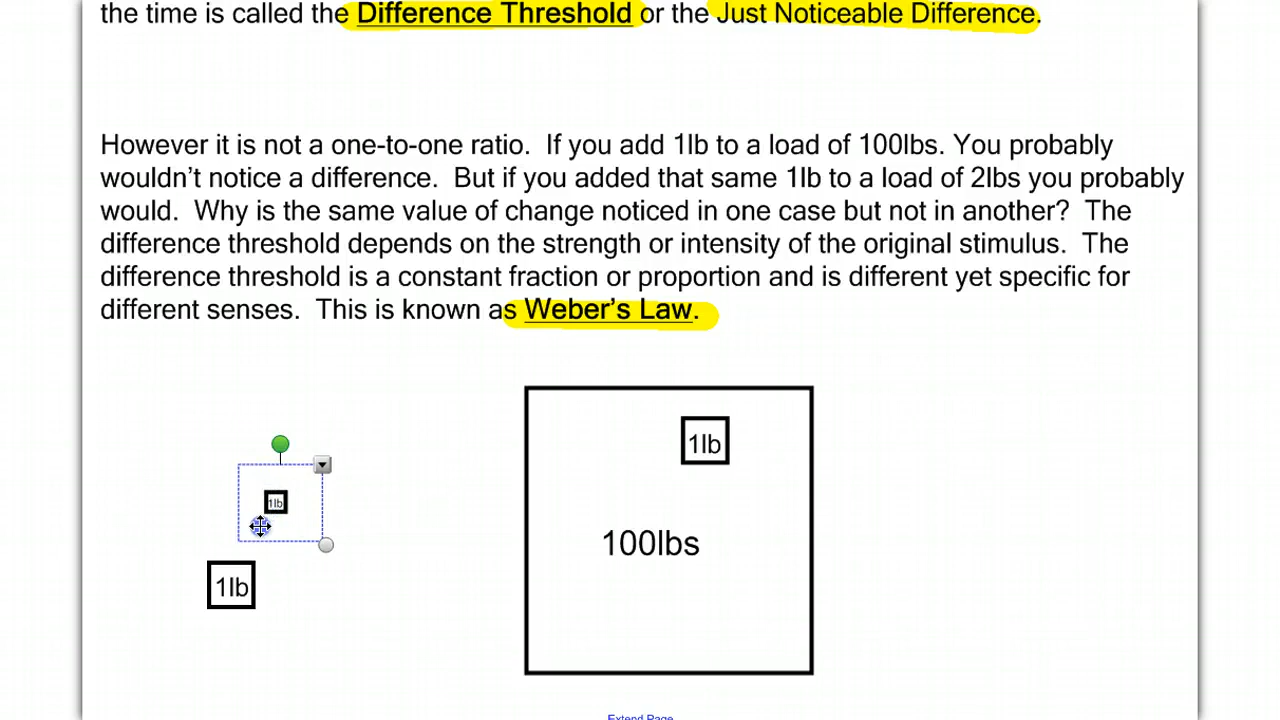 the time is called the Difference Threshold or the Just Noticeable Difference.
However it is not a one-to-one ratio.  If you add 1lb to a load of 100lbs. You probably
wouldn’t notice a difference.  But if you added that same 1lb to a load of 2lbs you probably
would.  Why is the same value of change noticed in one case but not in another?  The
difference threshold depends on the strength or intensity of the original stimulus.  The
difference threshold is a constant fraction or proportion and is different yet specific for
different senses.  This is known as Weber’s Law.
1lb
1lb
100lbs
1lb
Extend Page